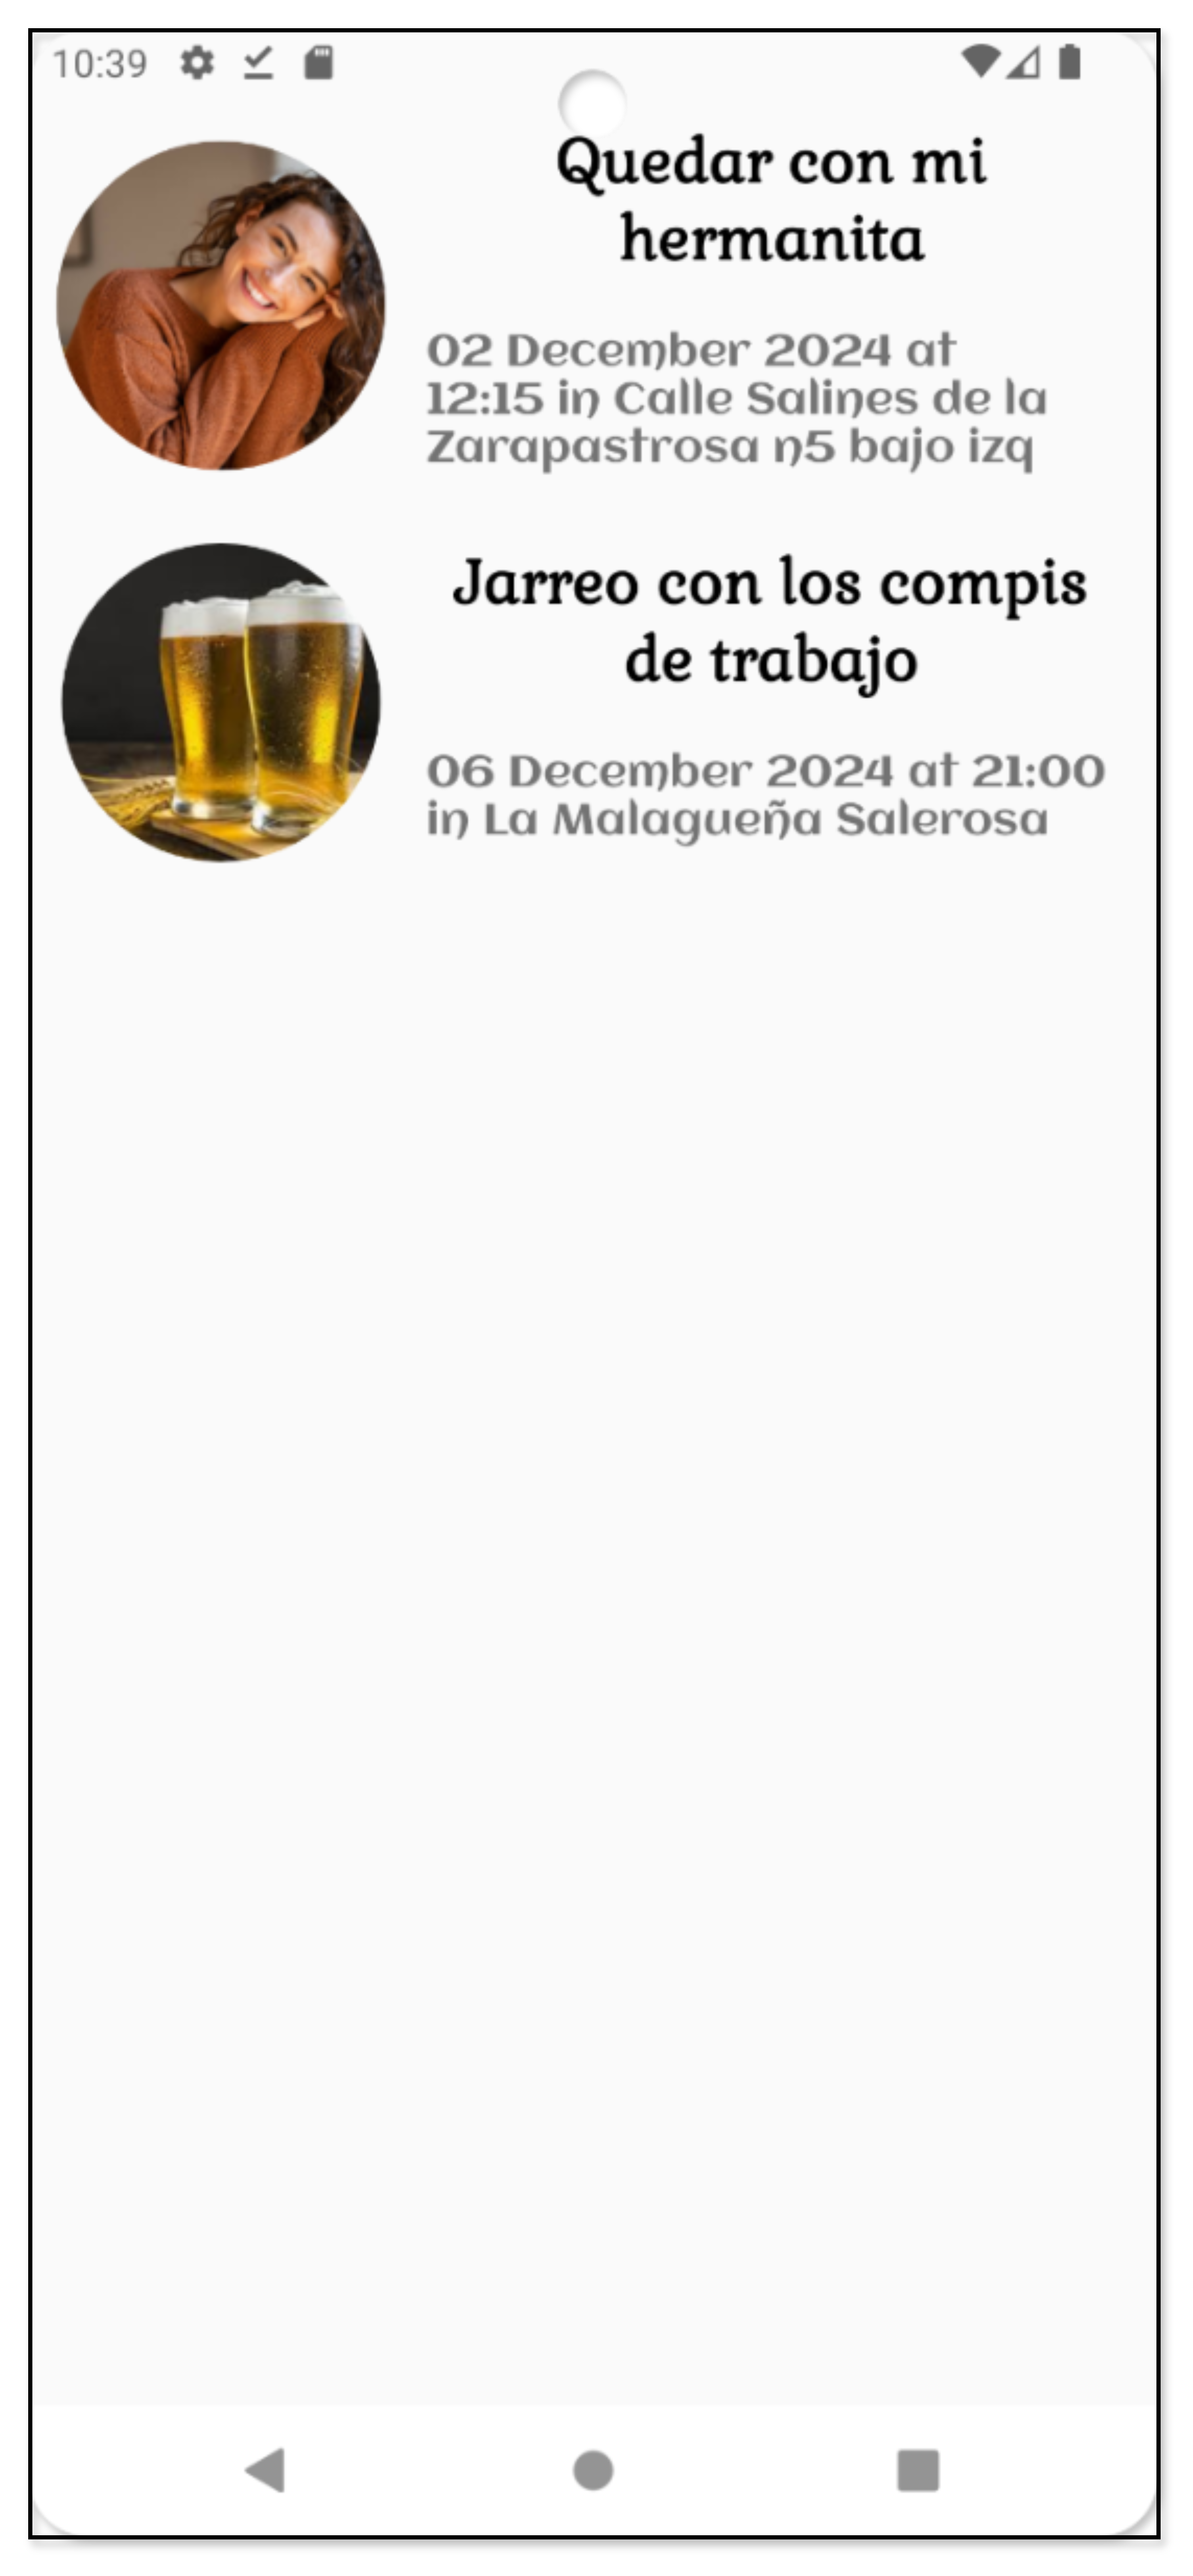 10:39
Quedar con mi
hermanita
02 December 2024 at
12:15 in Calle Salines de la
Zarapastrosa n5 bajo izq
Jarreo con los compis
de trabajo
06 December 2024 at 21:00
in La Malagueña Salerosa